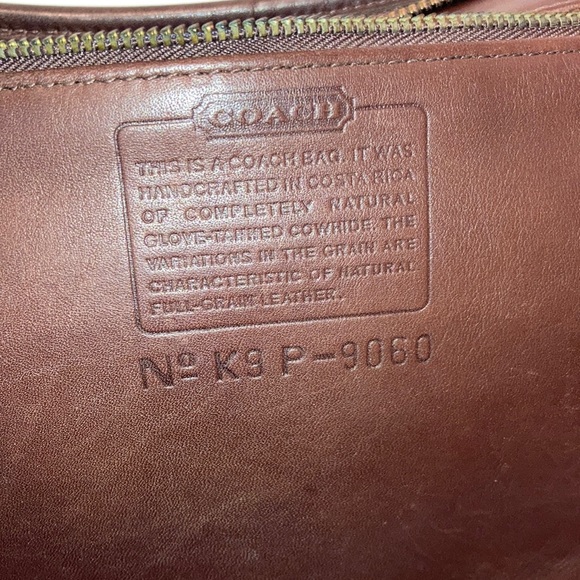 COACH
THIS IS A COACH BAG. IT WAS
HANDCRAFTED IN COSTA RICA
OF COMPLETELY NATURAL
GLOVE-TANNED COWHIDE. THE
VARIATIONS IN THE GRAIN ARE
CHARACTERISTIC OF NATURAL
FULL-GRAIN LEATHER.
Nº K9P-9060